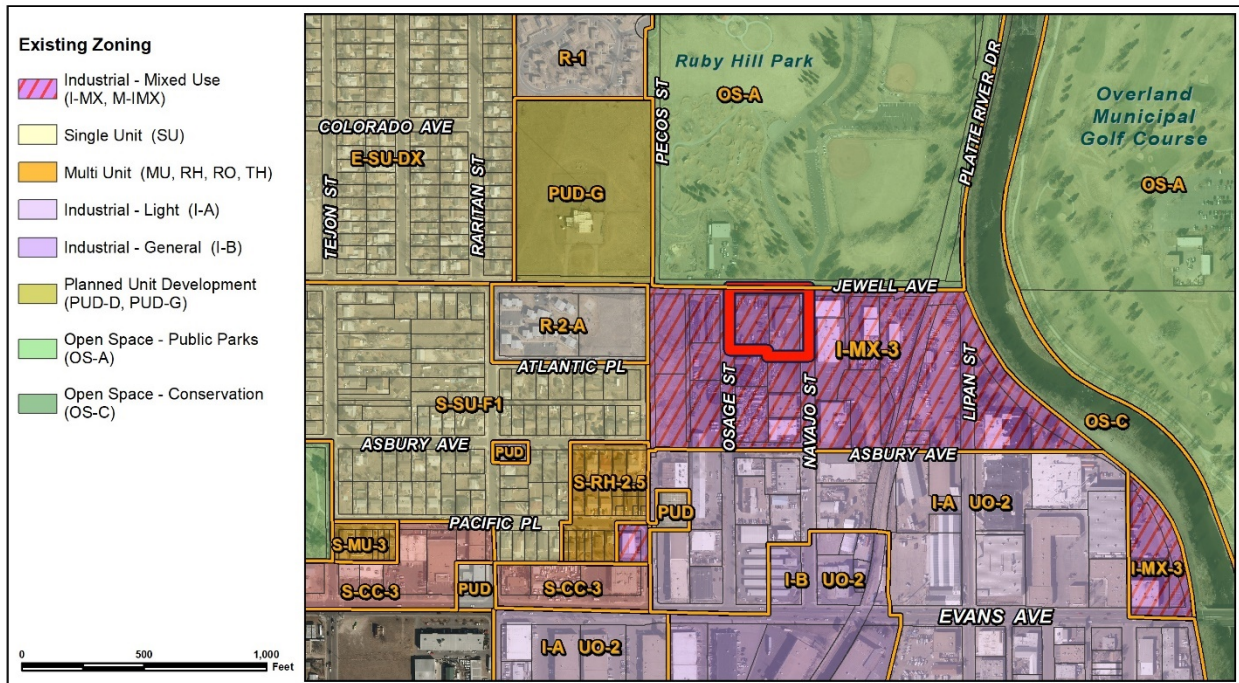 Existing Zoning
Industrial - Mixed Use
(I-MX, M-IMX)
Single Unit (SU)
Multi Unit (MU, RH, RO, TH)
Industrial - Light (I-A)
Industrial - General (I-B)
Planned Unit Development
(PUD-D, PUD-G)
Open Space - Public Parks
(OS-A)
Open Space - Conservation
(OS-C)
0 500 1,000
Feet
R-1
Ruby Hill Park
OS-A
PLATTE RIVER DR
Overland
Municipal
Golf Course
OS-A
COLORADO AVE
E-SU-DX
TEJON ST
RARITAN ST
PECOS ST
PUD-G
JEWELL AVE
R-2-A
I-MX-3
ATLANTIC PL
OSAGE ST
NAVAJO ST
LIPAN ST
S-SU-F1
OS-C
ASBURY AVE
PUD
ASBURY AVE
S-RH-2.5
PUD
I-A UO-2
PACIFIC PL
S-MU-3
S-CC-3
PUD
S-CC-3
I-B UO-2
I-MX-3
EVANS AVE
I-A UO-2